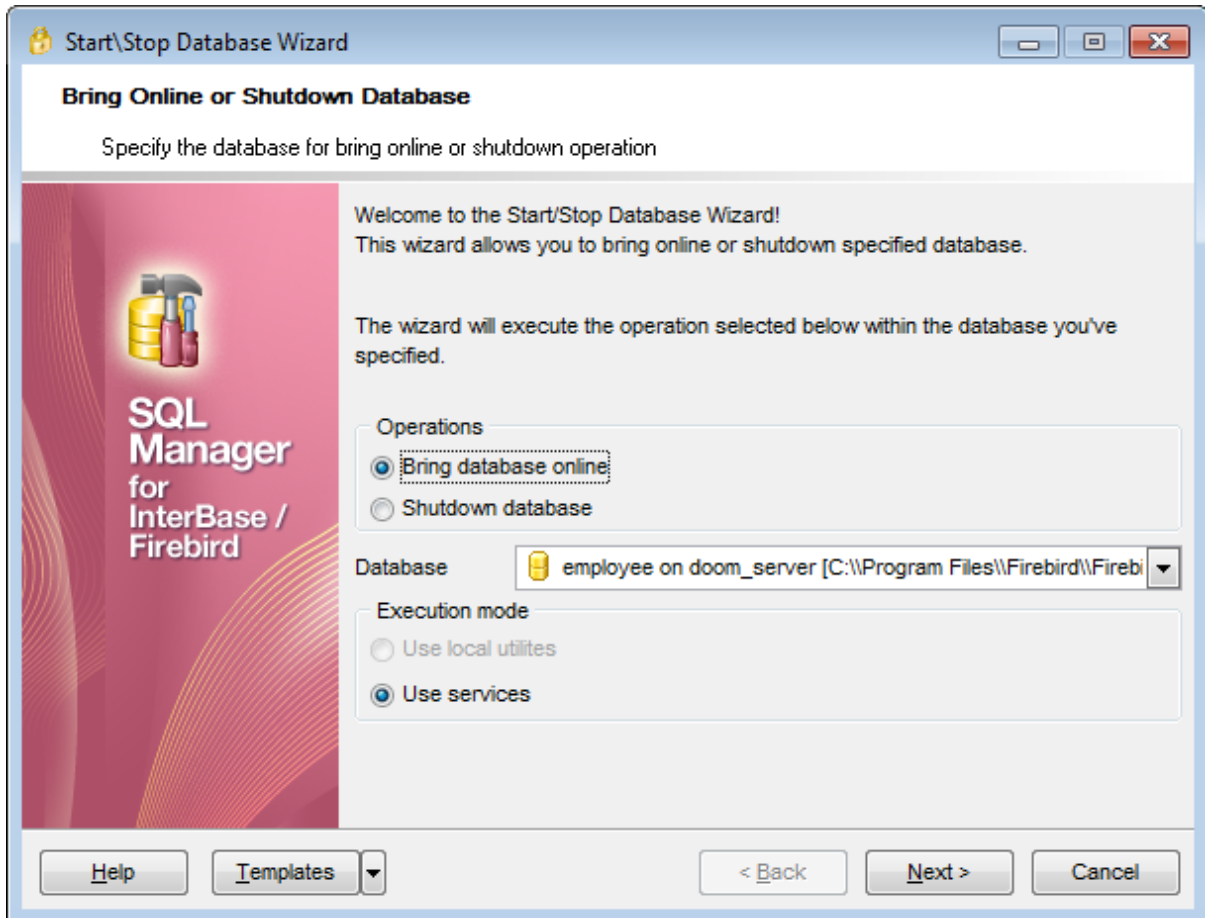 Start\Stop Database Wizard
Bring Online or Shutdown Database
Specify the database for bring online or shutdown operation
Welcome to the Start/Stop Database Wizard!
This wizard allows you to bring online or shutdown specified database.
The wizard will execute the operation selected below within the database you've
specified.
SQL
Manager
for
InterBase /
Firebird
Operations
Bring database online
Shutdown database
Database employee on doom_server [C:\\Program Files\\Firebird\\Firebi
Execution mode
Use local utilites
Use services
Help Templates < Back Next > Cancel